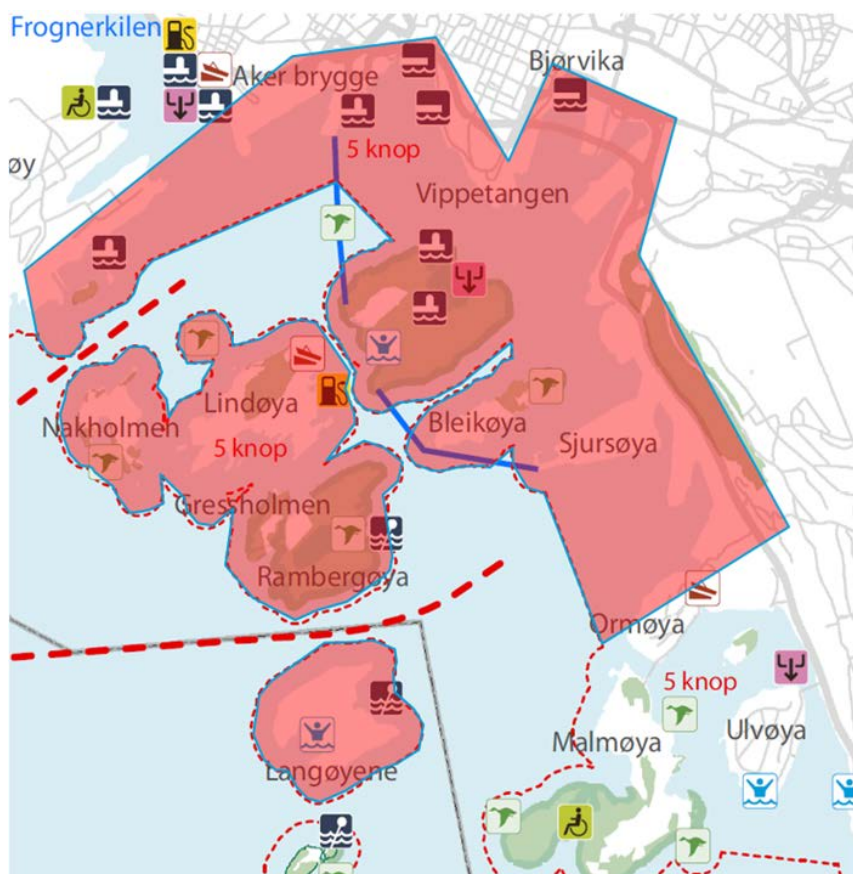 Frognerkilen
Bjørvika
Aker brygge
5 knop
øy
Vippetangen
Lindøya
Nakholmen
Bleikøya
5 knop
Sjursøya
Gressholmen
Rambergøya
Ormøya
5 knop
Ulvøya
Malmøya
Langøyene